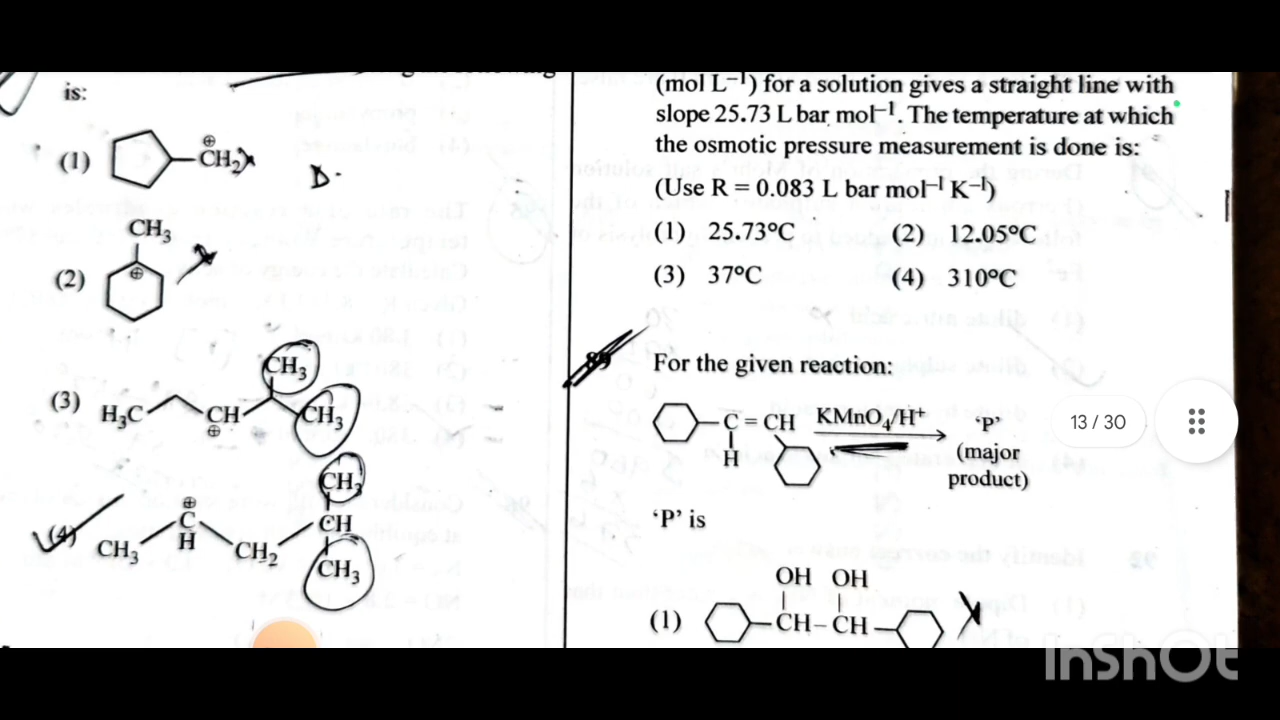 is:
(1) ⊕ CH₂
D.
(2) CH₃ ⊕
(3) H₃C CH ⊕ CH₃ CH₃
(4) CH₃ ⊕ C H CH₂ CH CH₃ CH₃
(mol L⁻¹) for a solution gives a straight line with
slope 25.73 L bar mol⁻¹. The temperature at which
the osmotic pressure measurement is done is:
(Use R = 0.083 L bar mol⁻¹ K⁻¹)
(1) 25.73°C (2) 12.05°C
(3) 37°C (4) 310°C
89 For the given reaction:
C = CH KMnO₄/H⁺ 'P'
H (major
product)
'P' is
OH OH
(1) CH – CH
13 / 30
InShOt